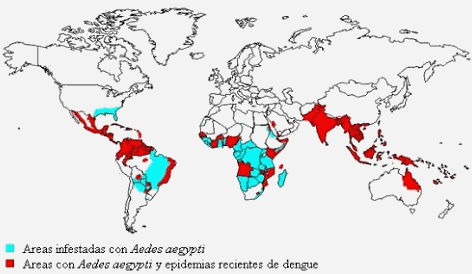 Areas infestadas con Aedes aegypti
Areas con Aedes aegypti y epidemias recientes de dengue